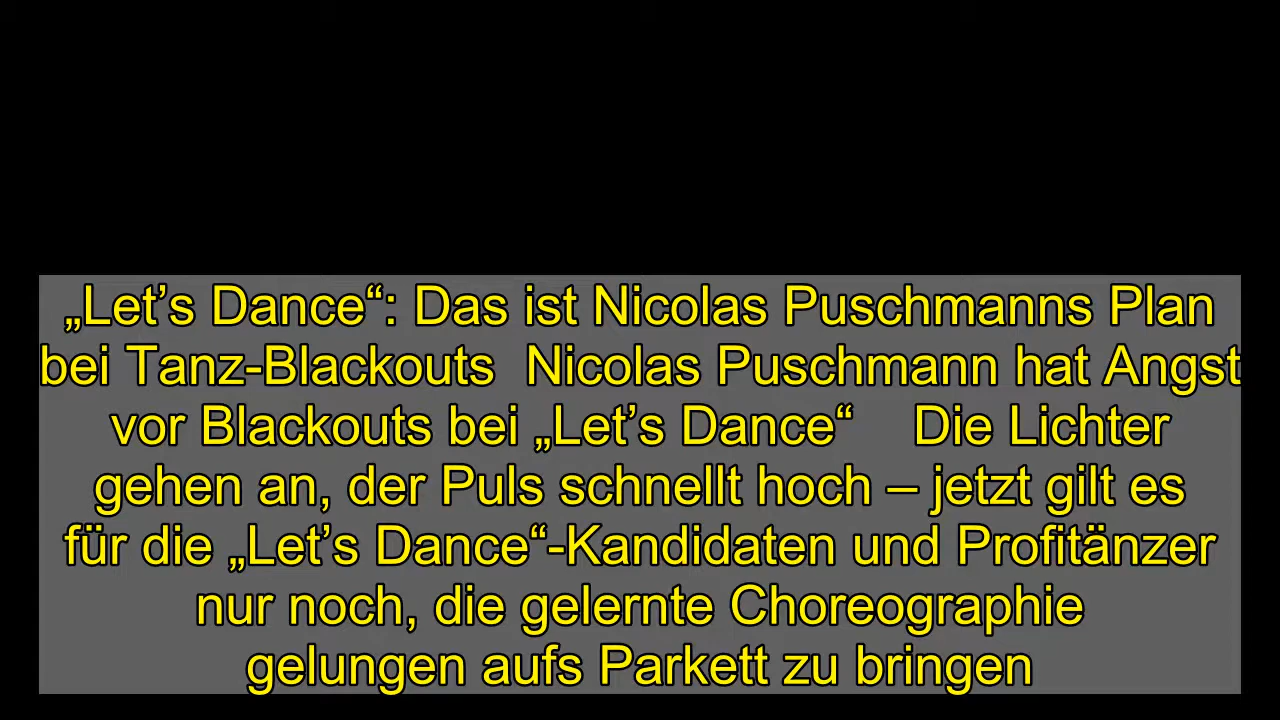 „Let’s Dance“: Das ist Nicolas Puschmanns Plan
bei Tanz-Blackouts  Nicolas Puschmann hat Angst
vor Blackouts bei „Let’s Dance“    Die Lichter
gehen an, der Puls schnellt hoch – jetzt gilt es
für die „Let’s Dance“-Kandidaten und Profitänzer
nur noch, die gelernte Choreographie
gelungen aufs Parkett zu bringen